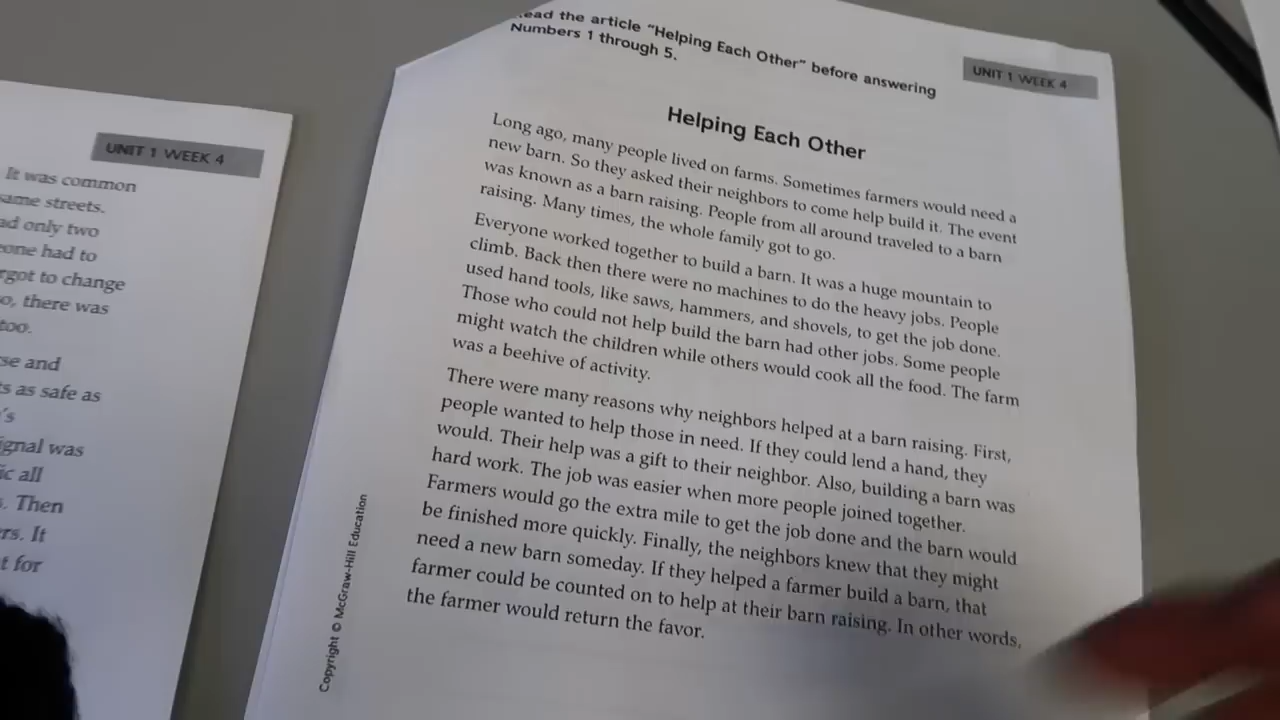 UNIT 1 WEEK 4
It was common
same streets.
had only two
had to
to change
there was
too.
and
as safe as
signal was
all
Then
It
for
Read the article "Helping Each Other" before answering
Numbers 1 through 5.
UNIT 1 WEEK 4
Helping Each Other
Long ago, many people lived on farms. Sometimes farmers would need a
new barn. So they asked their neighbors to come help build it. The event
was known as a barn raising. People from all around traveled to a barn
raising. Many times, the whole family got to go.
Everyone worked together to build a barn. It was a huge mountain to
climb. Back then there were no machines to do the heavy jobs. People
used hand tools, like saws, hammers, and shovels, to get the job done.
Those who could not help build the barn had other jobs. Some people
might watch the children while others would cook all the food. The farm
was a beehive of activity.
There were many reasons why neighbors helped at a barn raising. First,
people wanted to help those in need. If they could lend a hand, they
would. Their help was a gift to their neighbor. Also, building a barn was
hard work. The job was easier when more people joined together.
Farmers would go the extra mile to get the job done and the barn would
be finished more quickly. Finally, the neighbors knew that they might
need a new barn someday. If they helped a farmer build a barn, that
farmer could be counted on to help at their barn raising. In other words,
the farmer would return the favor.
Copyright © McGraw-Hill Education